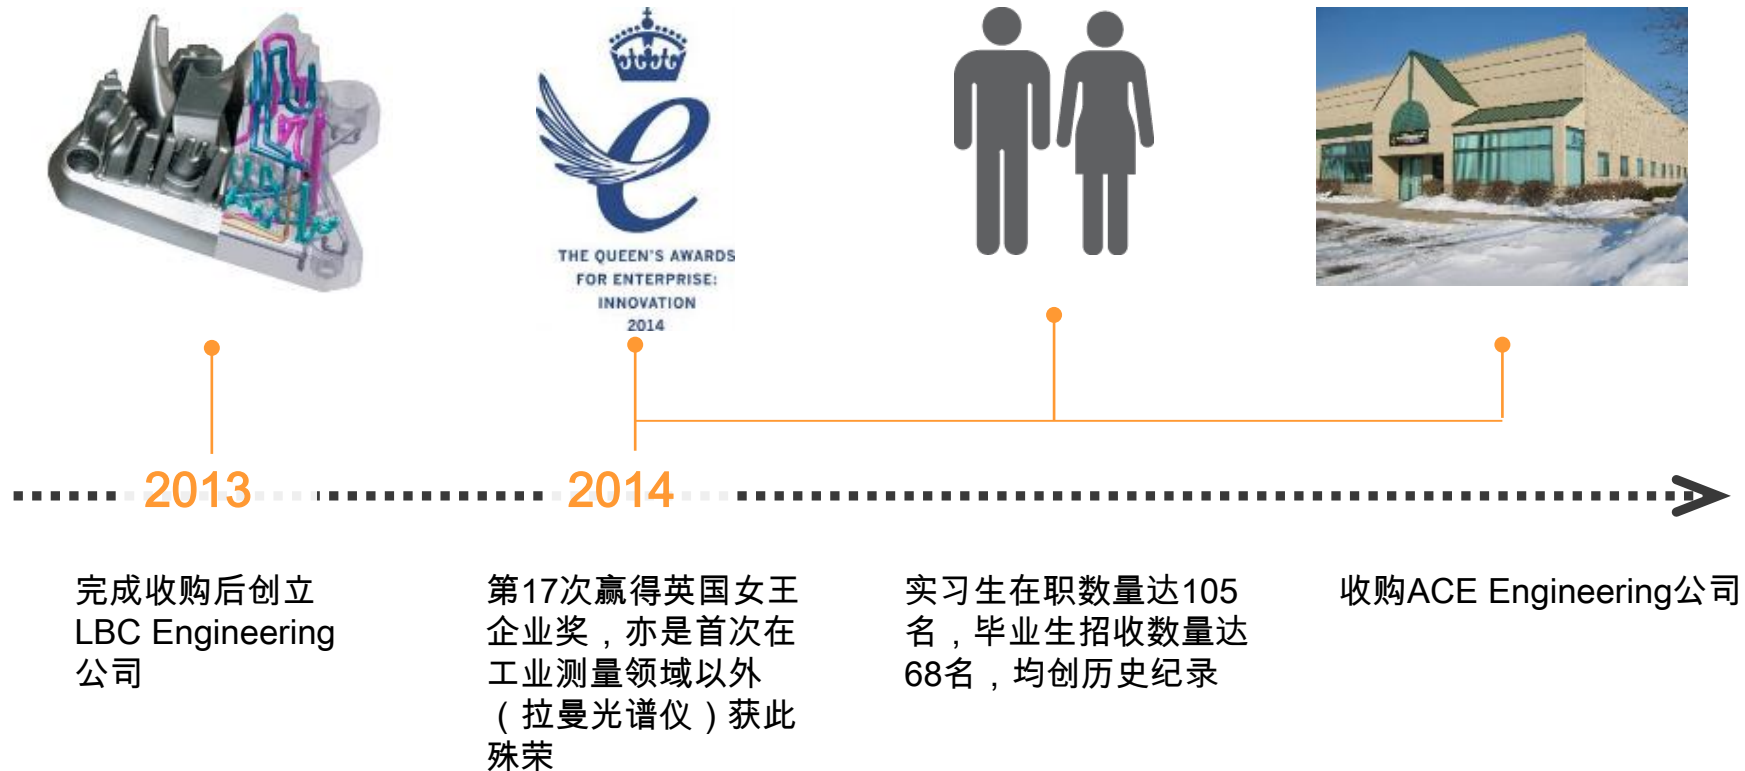 THE QUEEN'S AWARDS
FOR ENTERPRISE:
INNOVATION
2014
2013
2014
完成收购后创立
LBC Engineering
公司
第17次赢得英国女王
企业奖，亦是首次在
工业测量领域以外
（拉曼光谱仪）获此
殊荣
实习生在职数量达105
名，毕业生招收数量达
68名，均创历史纪录
收购ACE Engineering公司